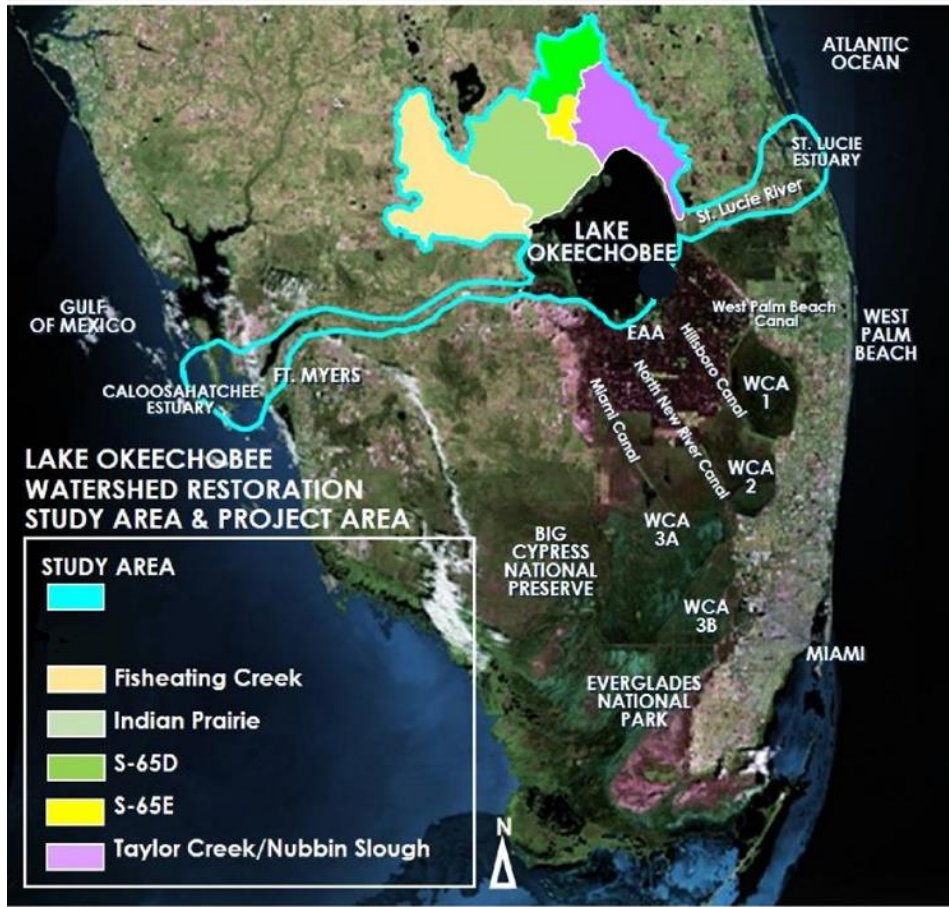 ATLANTIC
OCEAN
ST. LUCIE
ESTUARY
St. Lucie River
LAKE
OKEECHOBEE
GULF
OF MEXICO
West Palm Beach
Canal
WEST
PALM
BEACH
EAA
Hillsboro Canal
North New River Canal
Miami Canal
WCA
1
FT. MYERS
CALOOSAHATCHEE
ESTUARY
WCA
2
LAKE OKEECHOBEE
WATERSHED RESTORATION
STUDY AREA & PROJECT AREA
WCA
3A
BIG
CYPRESS
NATIONAL
PRESERVE
WCA
3B
MIAMI
EVERGLADES
NATIONAL
PARK
STUDY AREA
Fisheating Creek
Indian Prairie
S-65D
S-65E
Taylor Creek/Nubbin Slough
N